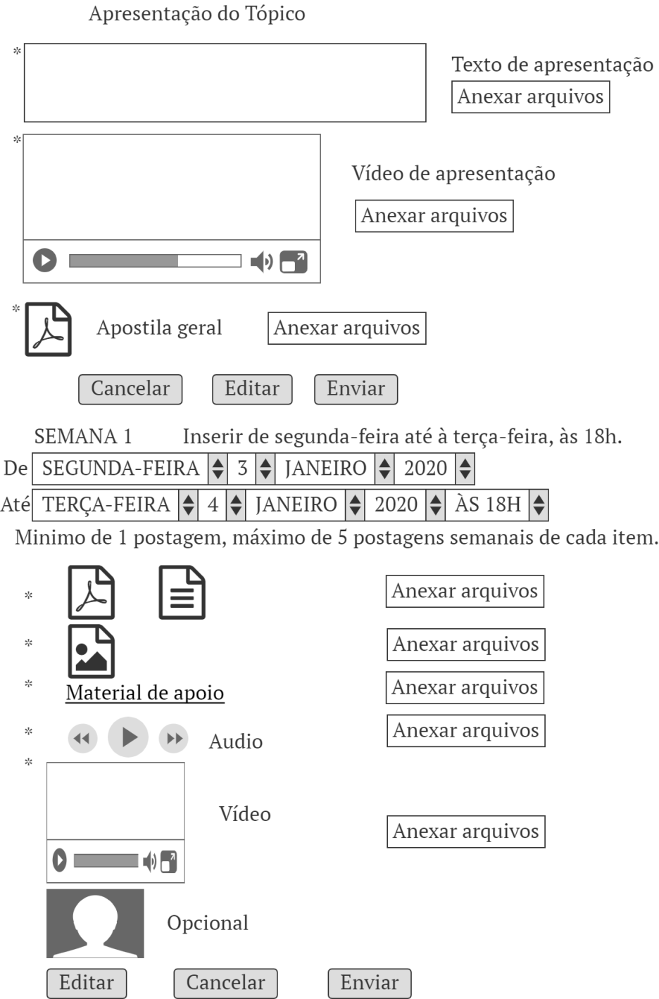 Apresentação do Tópico
*
Texto de apresentação
Anexar arquivos
*
Vídeo de apresentação
Anexar arquivos
*
Apostila geral Anexar arquivos
Cancelar Editar Enviar
SEMANA 1 Inserir de segunda-feira até à terça-feira, às 18h.
De SEGUNDA-FEIRA 3 JANEIRO 2020
Até TERÇA-FEIRA 4 JANEIRO 2020 ÀS 18H
Minimo de 1 postagem, máximo de 5 postagens semanais de cada item.
* Anexar arquivos
* Anexar arquivos
* Material de apoio Anexar arquivos
* Audio Anexar arquivos
*
Vídeo
Anexar arquivos
Opcional
Editar Cancelar Enviar